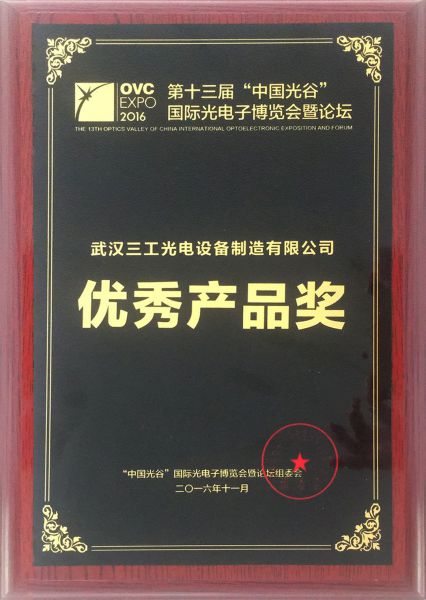 OVC
EXPO
2016
第十三届“中国光谷”
国际光电子博览会暨论坛
THE 13TH OPTICS VALLEY OF CHINA INTERNATIONAL OPTOELECTRONIC EXPOSITION AND FORUM
武汉三工光电设备制造有限公司
优秀产品奖
“中国光谷”国际光电子博览会暨论坛组委会
二〇一六年十一月